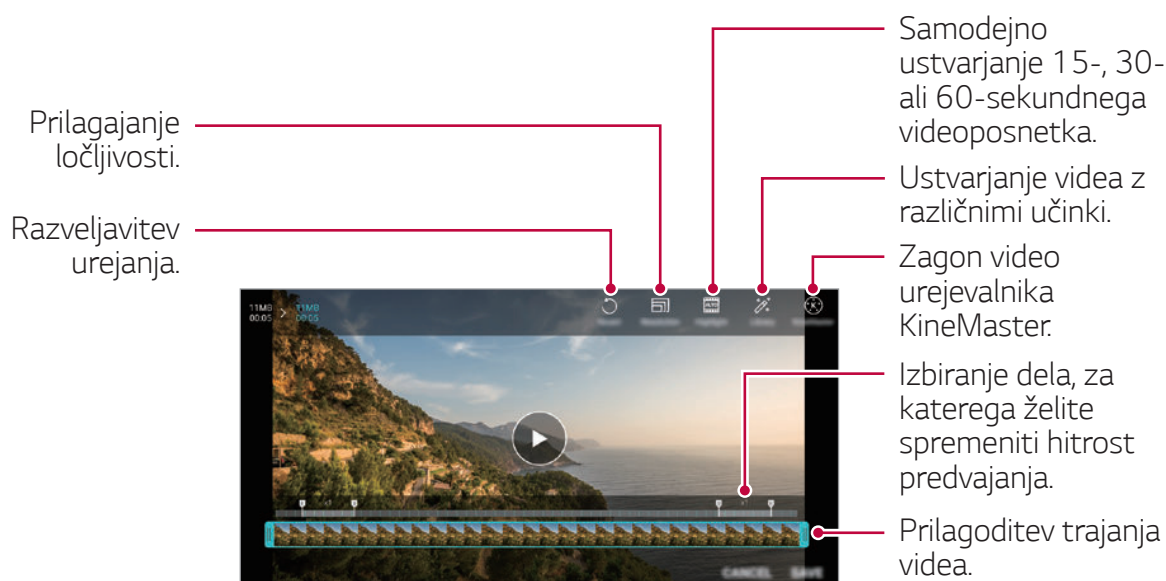 Samodejno
ustvarjanje 15-, 30-
ali 60-sekundnega
videoposnetka.
Prilagajanje
ločljivosti.
Ustvarjanje videa z
različnimi učinki.
Razveljavitev
urejanja.
Zagon video
urejevalnika
KineMaster.
11MB
00:05
>
11MB
00:05
AUTO
K
Izbiranje dela, za
katerega želite
spremeniti hitrost
predvajanja.
Prilagoditev trajanja
videa.
CANCEL SAVE